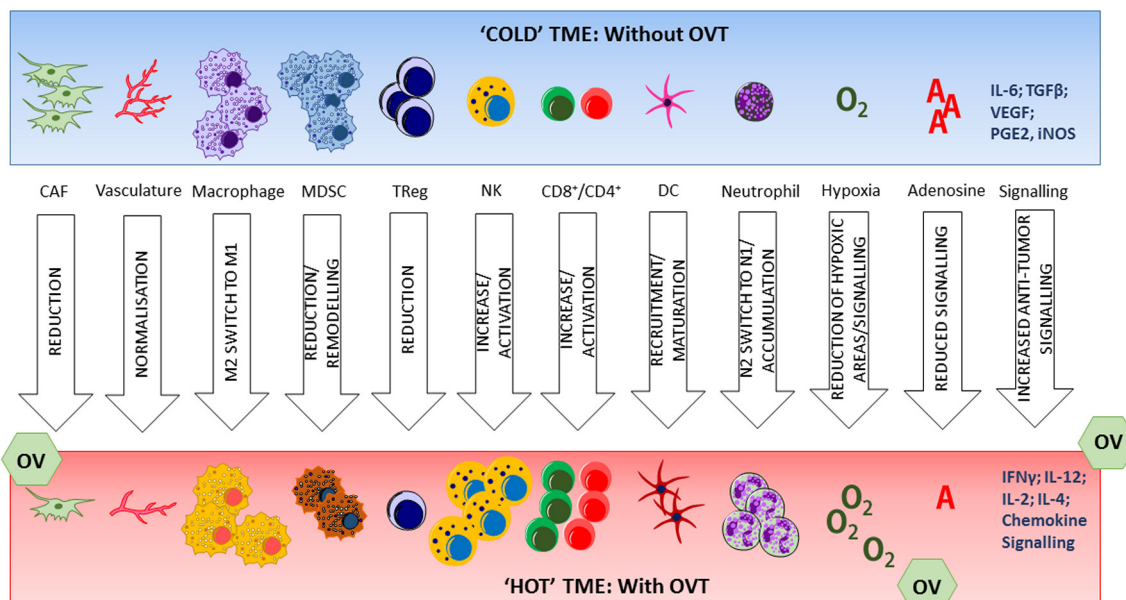 ‘COLD’ TME: Without OVT
O₂
A
A
A
IL-6; TGFβ;
VEGF;
PGE2, iNOS
CAF
Vasculature
Macrophage
MDSC
TReg
NK
CD8⁺/CD4⁺
DC
Neutrophil
Hypoxia
Adenosine
Signalling
REDUCTION
NORMALISATION
M2 SWITCH TO M1
REDUCTION/
REMODELLING
REDUCTION
INCREASE/
ACTIVATION
INCREASE/
ACTIVATION
RECRUITMENT/
MATURATION
N2 SWITCH TO N1/
ACCUMULATION
REDUCTION OF HYPOXIC
AREAS/SIGNALLING
REDUCED SIGNALLING
INCREASED ANTI-TUMOR
SIGNALLING
OV
OV
O₂
O₂
O₂
A
IFNγ; IL-12;
IL-2; IL-4;
Chemokine
Signalling
OV
‘HOT’ TME: With OVT